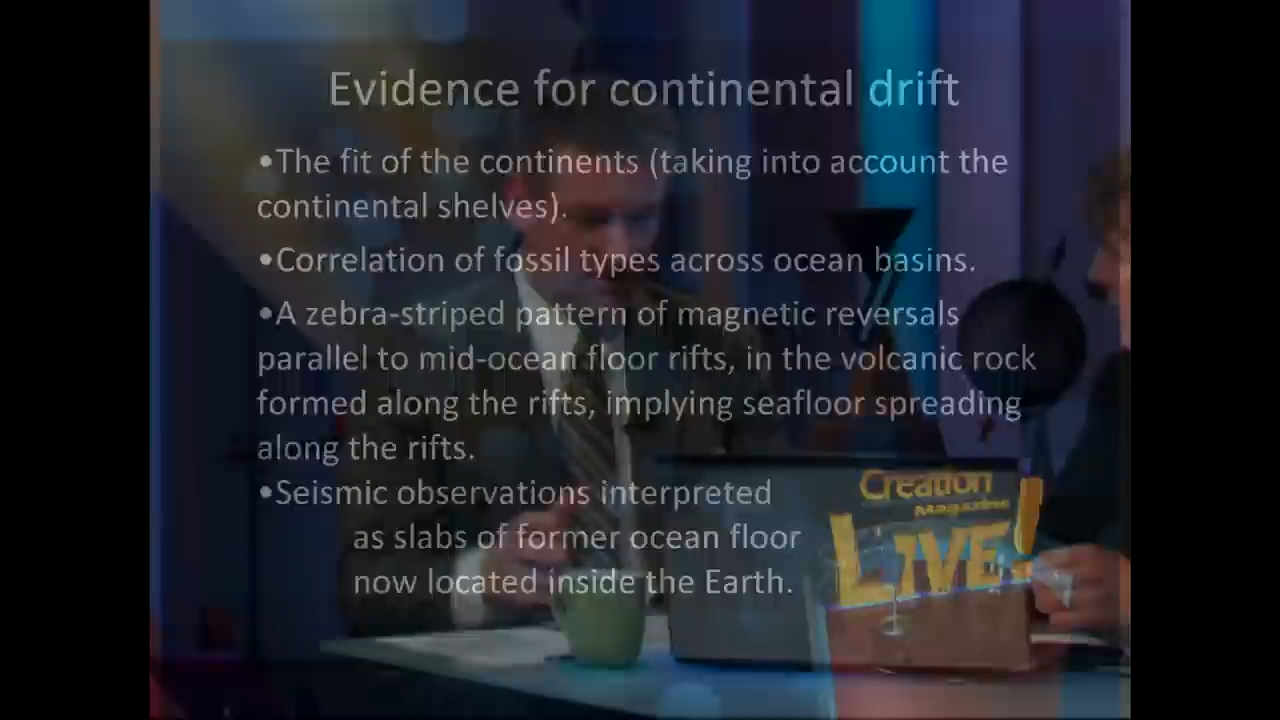 Evidence for continental drift
•The fit of the continents (taking into account the
continental shelves).
•Correlation of fossil types across ocean basins.
•A zebra-striped pattern of magnetic reversals
parallel to mid-ocean floor rifts, in the volcanic rock
formed along the rifts, implying seafloor spreading
along the rifts.
•Seismic observations interpreted
as slabs of former ocean floor
now located inside the Earth.
Creation
Magazine
LIVE!